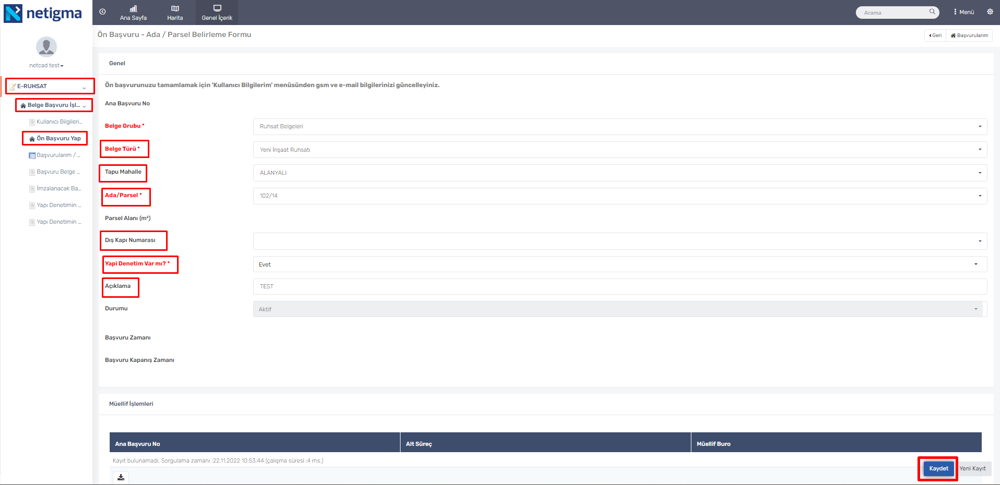 netigma
Ana Sayfa
Harita
Genel İçerik
Arama
Menü
Ön Başvuru - Ada / Parsel Belirleme Formu
Geri
Başvurularım
netcad test
E-RUHSAT
Belge Başvuru İşl...
Kullanıcı Bilgileri...
Ön Başvuru Yap
Başvurularım / ...
Başvuru Belge ...
İmzalanacak Ba...
Yapı Denetimin ...
Yapı Denetimin ...
Genel
Ön başvurunuzu tamamlamak için 'Kullanıcı Bilgilerim' menüsünden gsm ve e-mail bilgilerinizi güncelleyiniz.
Ana Başvuru No
Belge Grubu * Ruhsat Belgeleri
Belge Türü * Yeni İnşaat Ruhsatı
Tapu Mahalle ALANYALI
Ada/Parsel * 102/14
Parsel Alanı (m²)
Dış Kapı Numarası
Yapi Denetim Var mı? * Evet
Açıklama TEST
Durumu Aktif
Başvuru Zamanı
Başvuru Kapanış Zamanı
Müellif İşlemleri
Ana Başvuru No Alt Süreç Müellif Buro
Kayıt bulunamadı. Sorgulama zamanı :22.11.2022 10:53:44 (çalışma süresi :4 ms.)
Kaydet Yeni Kayıt